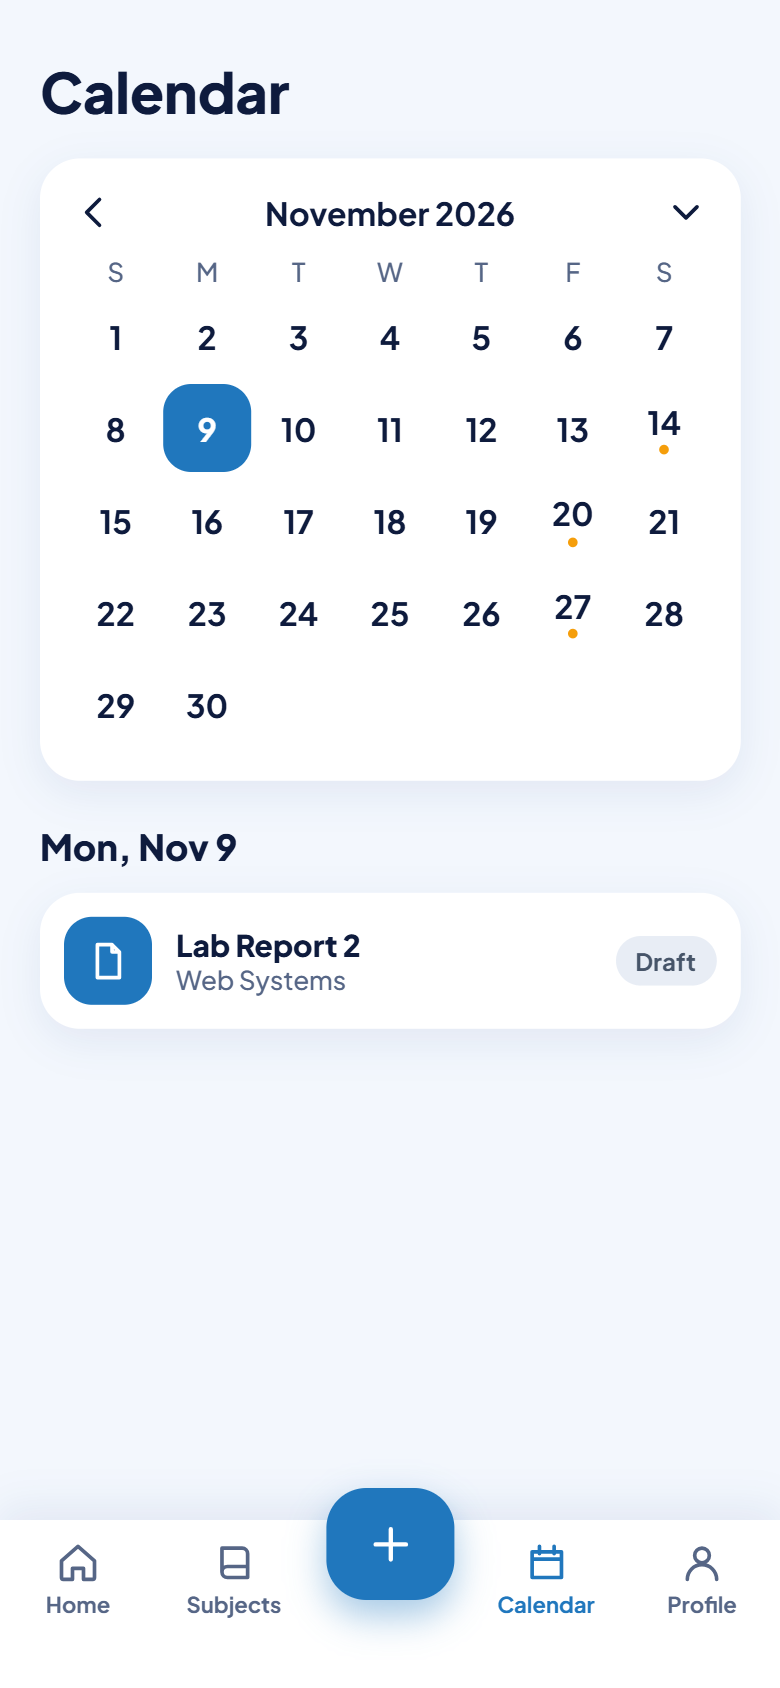 Calendar
November 2026
S M T W T F S
1 2 3 4 5 6 7
8 9 10 11 12 13 14
15 16 17 18 19 20 21
22 23 24 25 26 27 28
29 30
Mon, Nov 9
Lab Report 2
Web Systems
Draft
Home Subjects Calendar Profile